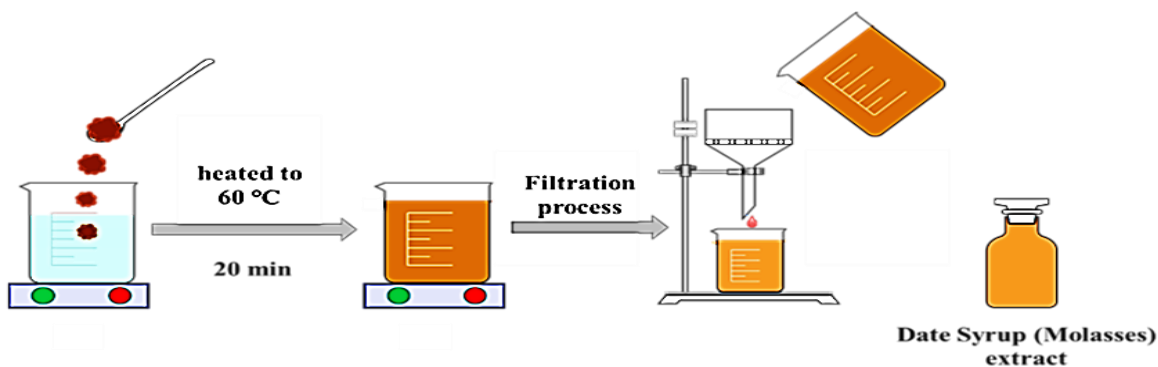 heated to
60 °C
20 min
Filtration
process
Date Syrup (Molasses)
extract